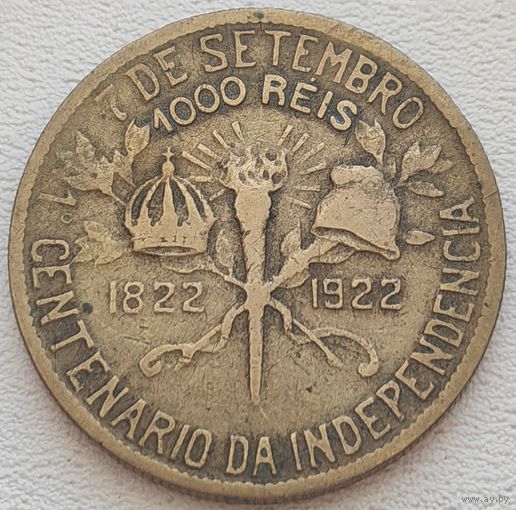 7 DE SETEMBRO
1000 RÉIS
1822 1922
1º CENTENARIO DA INDEPENDENCIA
www.ay.by